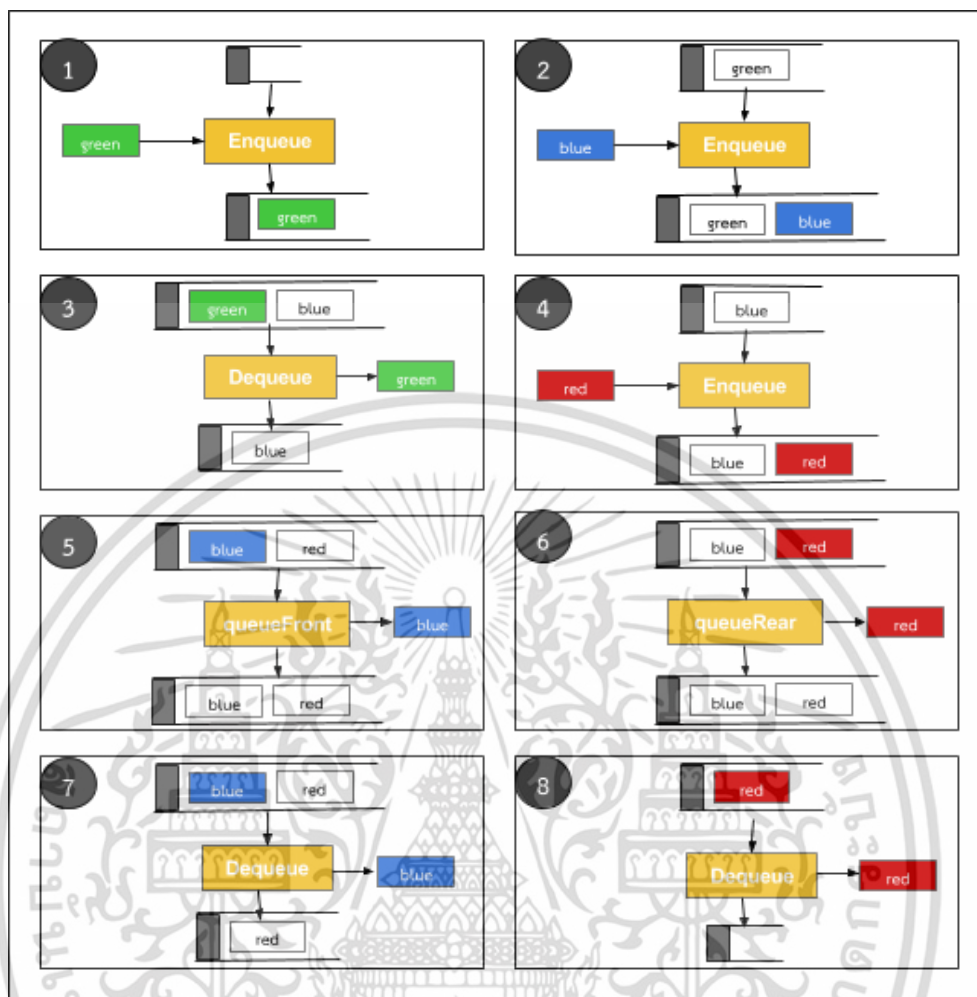 1
green
Enqueue
green
2
green
blue
Enqueue
green blue
3
green blue
Dequeue
green
blue
4
blue
red
Enqueue
blue red
5
blue red
queueFront
blue
blue red
6
blue red
queueRear
red
blue red
7
blue red
Dequeue
blue
red
8
red
Dequeue
red